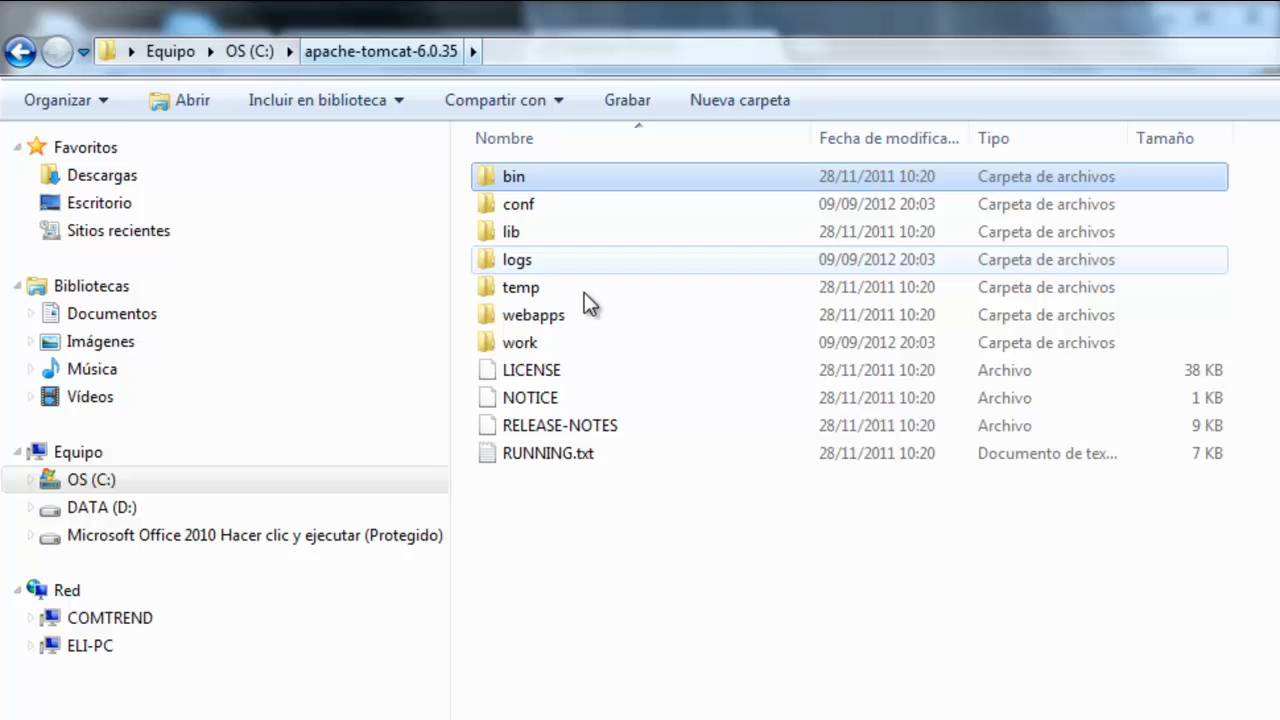 Equipo OS (C:) apache-tomcat-6.0.35
Organizar Abrir Incluir en biblioteca Compartir con Grabar Nueva carpeta
Favoritos
Descargas
Escritorio
Sitios recientes
Bibliotecas
Documentos
Imágenes
Música
Vídeos
Equipo
OS (C:)
DATA (D:)
Microsoft Office 2010 Hacer clic y ejecutar (Protegido)
Red
COMTREND
ELI-PC
Nombre Fecha de modifica... Tipo Tamaño
bin 28/11/2011 10:20 Carpeta de archivos
conf 09/09/2012 20:03 Carpeta de archivos
lib 28/11/2011 10:20 Carpeta de archivos
logs 09/09/2012 20:03 Carpeta de archivos
temp 28/11/2011 10:20 Carpeta de archivos
webapps 28/11/2011 10:20 Carpeta de archivos
work 09/09/2012 20:03 Carpeta de archivos
LICENSE 28/11/2011 10:20 Archivo 38 KB
NOTICE 28/11/2011 10:20 Archivo 1 KB
RELEASE-NOTES 28/11/2011 10:20 Archivo 9 KB
RUNNING.txt 28/11/2011 10:20 Documento de tex... 7 KB